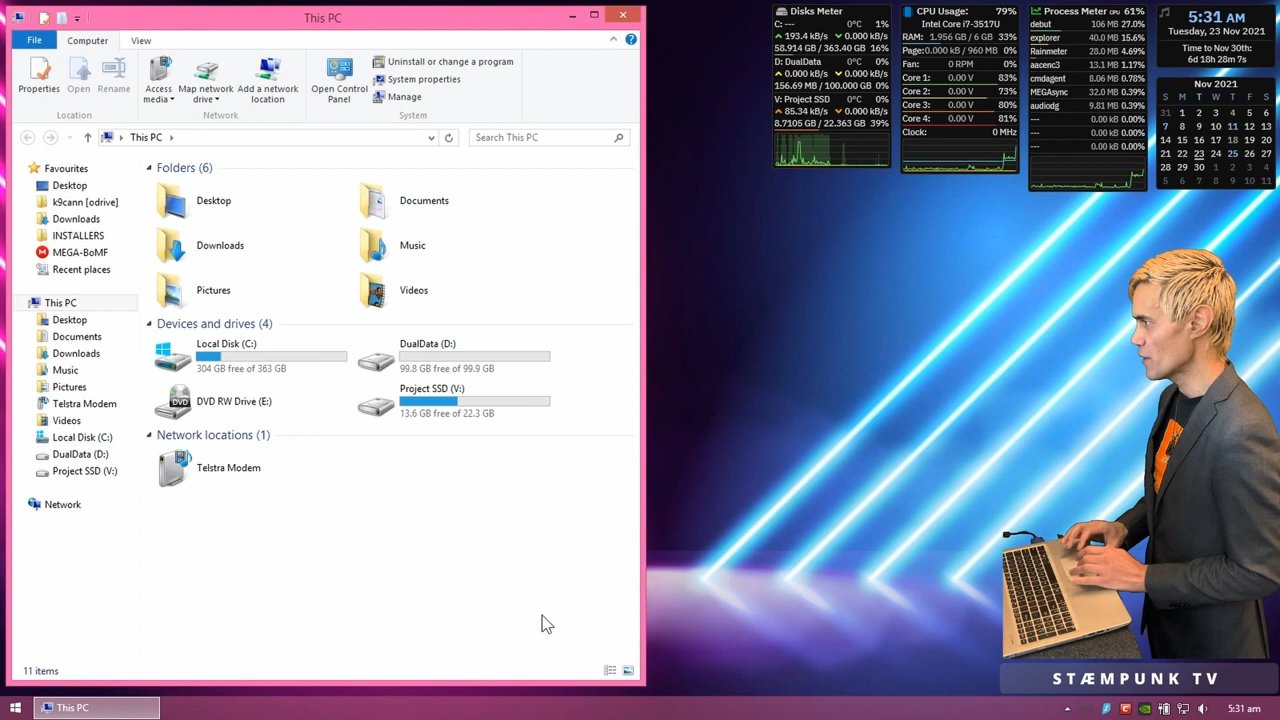 This PC
File Computer View
Properties Open Rename
Location
Access media
Map network drive
Add a network location
Network
Open Control Panel
Uninstall or change a program
System properties
Manage
System
This PC
Search This PC
Favourites
Desktop
k9cann [odrive]
Downloads
INSTALLERS
MEGA-BoMF
Recent places
This PC
Desktop
Documents
Downloads
Music
Pictures
Telstra Modem
Videos
Local Disk (C:)
DualData (D:)
Project SSD (V:)
Network
Folders (6)
Desktop
Documents
Downloads
Music
Pictures
Videos
Devices and drives (4)
Local Disk (C:)
304 GB free of 363 GB
DualData (D:)
99.8 GB free of 99.9 GB
DVD
DVD RW Drive (E:)
Project SSD (V:)
13.6 GB free of 22.3 GB
Network locations (1)
Telstra Modem
11 items
Disks Meter
C: --- 0°C 1%
193.4 kB/s 0.000 kB/s
58.914 GB / 363.40 GB 16%
D: DualData 0°C 0%
0.000 kB/s 0.000 kB/s
156.69 MB / 100.000 GB 0%
V: Project SSD 0°C 0%
85.34 kB/s 0.000 kB/s
8.7105 GB / 22.363 GB 39%
CPU Usage: 79%
Intel Core i7-3517U
RAM: 1.956 GB / 6 GB 33%
Page: 0.000 kB / 960 MB 0%
Fan: 0 RPM 0%
Core 1: 0.00 V 83%
Core 2: 0.00 V 73%
Core 3: 0.00 V 80%
Core 4: 0.00 V 81%
Clock: 0 MHz
Process Meter CPU 61%
debut 106 MB 27.0%
explorer 40.0 MB 15.6%
Rainmeter 28.0 MB 4.69%
aacenc3 13.1 MB 1.17%
cmdagent 8.06 MB 0.78%
MEGAsync 32.0 MB 0.39%
audiodg 9.81 MB 0.39%
--- 0.00 kB 0.00%
--- 0.00 kB 0.00%
--- 0.00 kB 0.00%
5:31 AM
Tuesday, 23 Nov 2021
Time to Nov 30th:
6d 18h 28m 7s
Nov 2021
S M T W T F S
31 1 2 3 4 5 6
7 8 9 10 11 12 13
14 15 16 17 18 19 20
21 22 23 24 25 26 27
28 29 30 1 2 3 4
5 6 7 8 9 10 11
STÆMPUNK TV
This PC
5:31 am